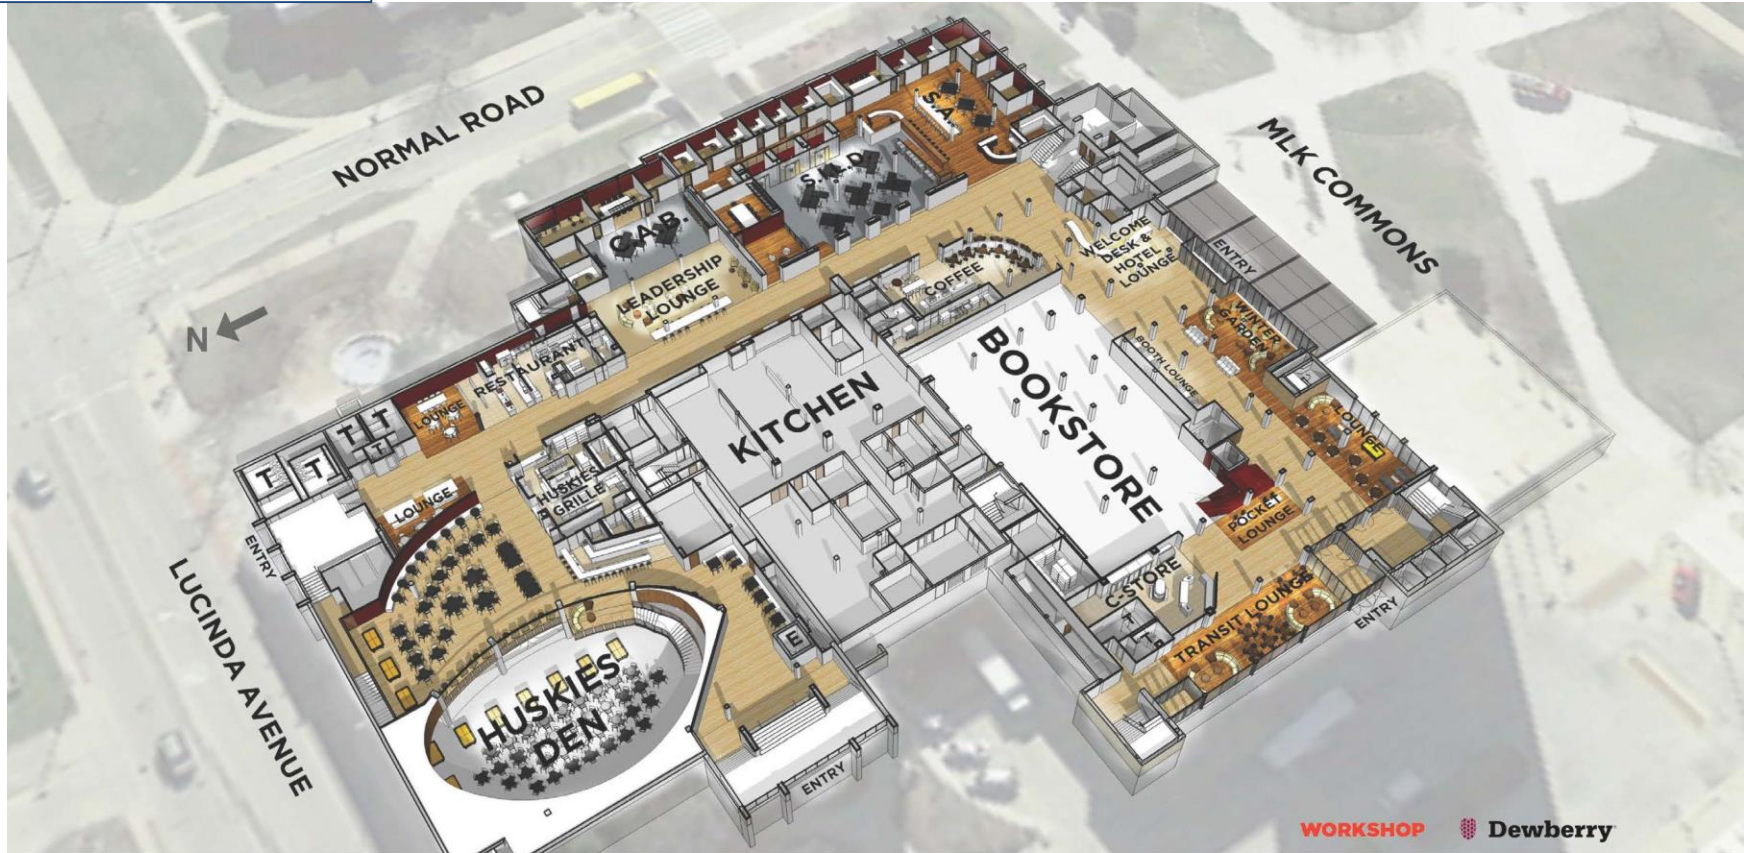 NORMAL ROAD
MLK COMMONS
LUCINDA AVENUE
N
S.A.
S.I.L.D.
C.A.B.
LEADERSHIP
LOUNGE
WELCOME
DESK &
HOTEL
LOUNGE
ENTRY
COFFEE
WINTER
GARDEN
BOOTH LOUNGE
LOUNGE
RESTAURANT
LOUNGE
KITCHEN
BOOKSTORE
T
T
T
T
T
LOUNGE
HUSKIES
GRILLE
POCKET
LOUNGE
C-STORE
TRANSIT LOUNGE
ENTRY
ENTRY
E
HUSKIES
DEN
ENTRY
WORKSHOP
Dewberry